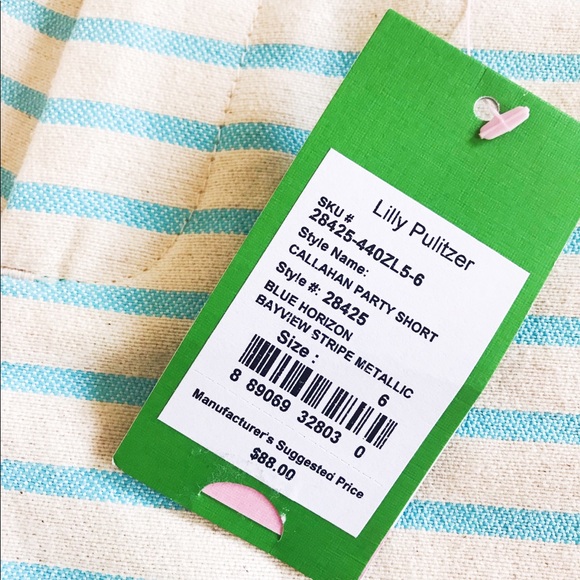 Lilly Pulitzer
SKU #
28425-440ZL5-6
Style Name:
CALLAHAN PARTY SHORT
Style #: 28425
BLUE HORIZON
BAYVIEW STRIPE METALLIC
Size : 6
8 89069 32803 0
Manufacturer's Suggested Price
$88.00